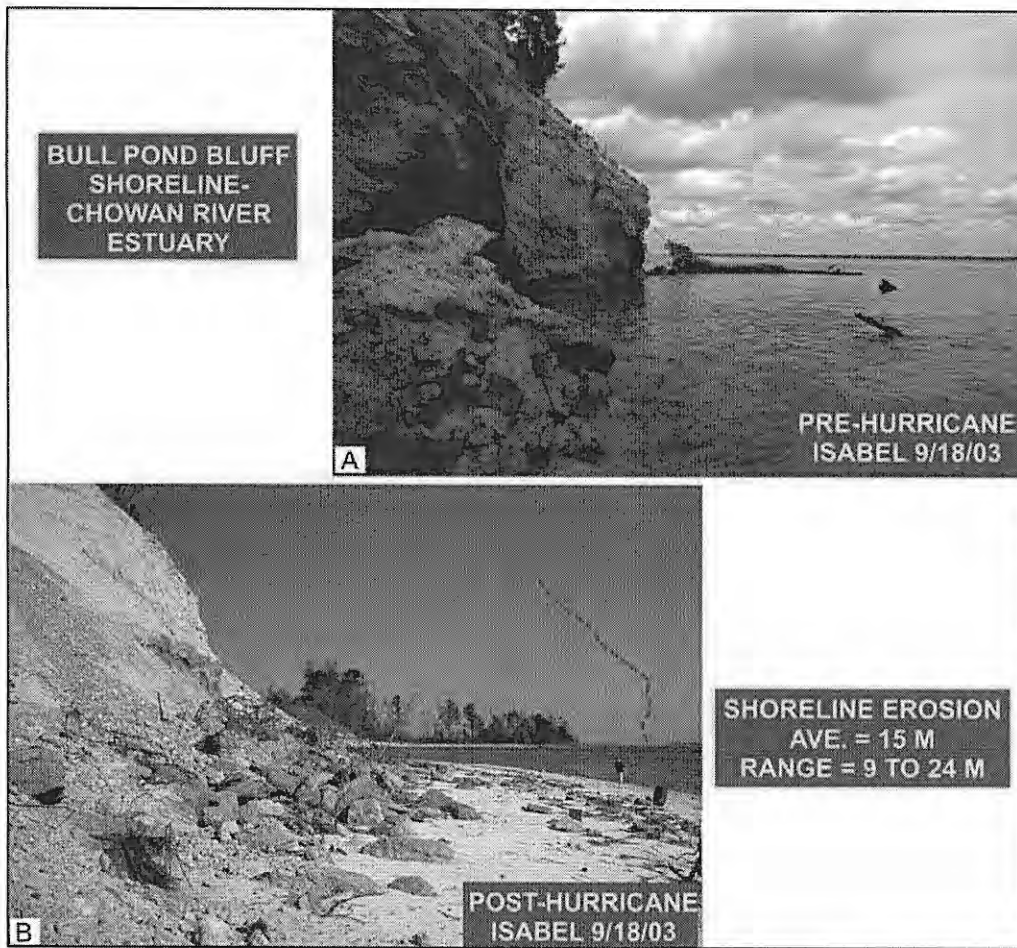 BULL POND BLUFF
SHORELINE-
CHOWAN RIVER
ESTUARY
PRE-HURRICANE
ISABEL 9/18/03
A
SHORELINE EROSION
AVE. = 15 M
RANGE = 9 TO 24 M
POST-HURRICANE
ISABEL 9/18/03
B